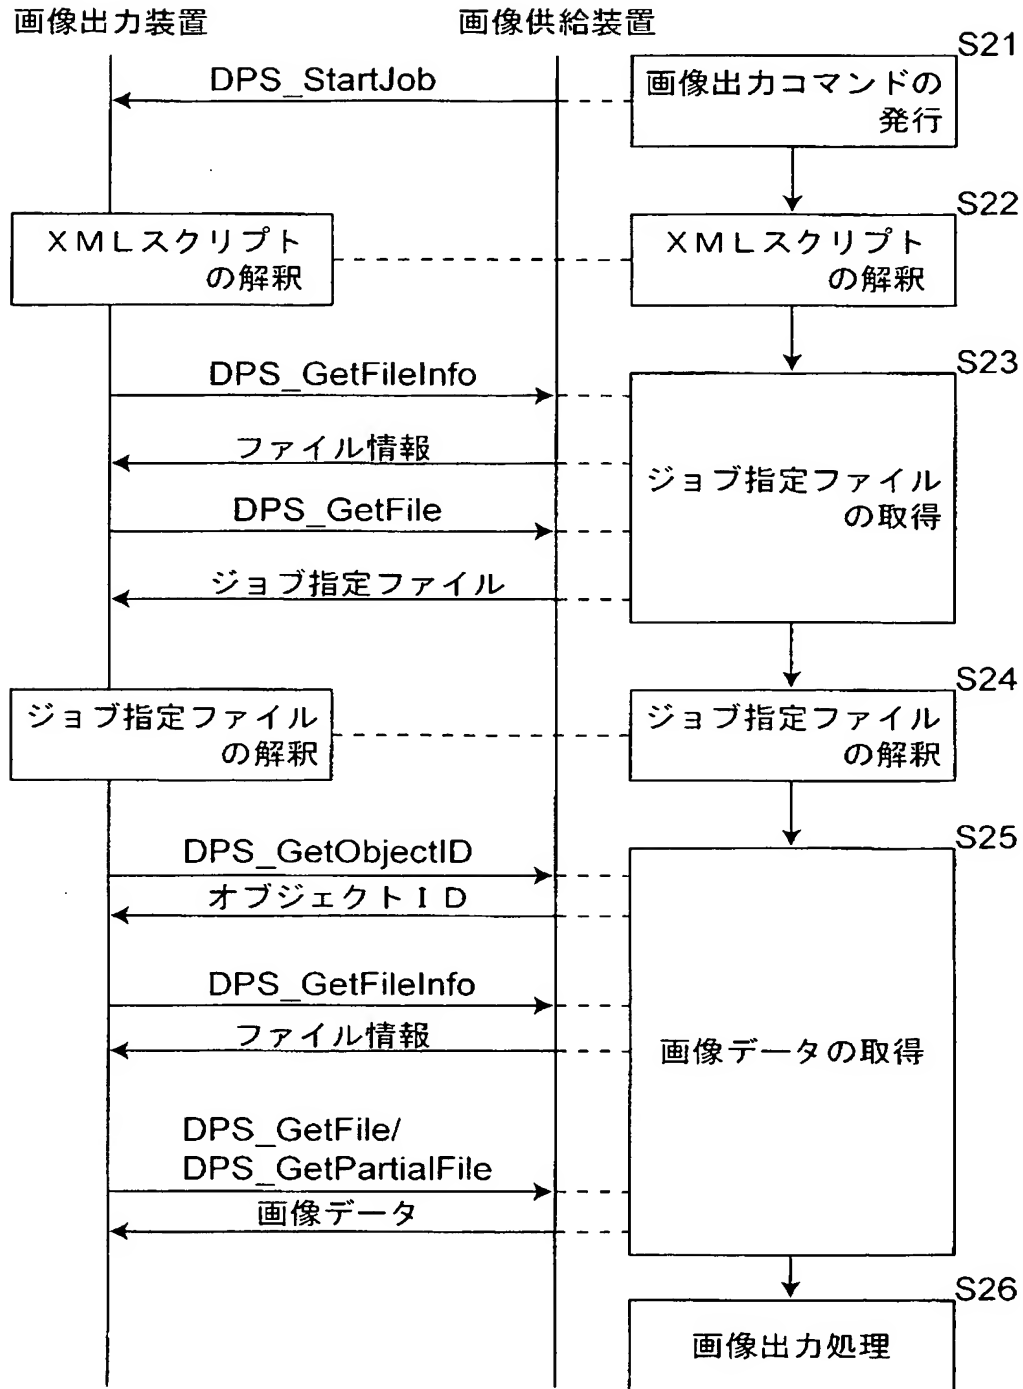 画像出力装置
画像供給装置
S21
DPS_StartJob
画像出力コマンドの
発行
S22
XMLスクリプト
の解釈
XMLスクリプト
の解釈
S23
DPS_GetFileInfo
ファイル情報
DPS_GetFile
ジョブ指定ファイル
ジョブ指定ファイル
の取得
S24
ジョブ指定ファイル
の解釈
ジョブ指定ファイル
の解釈
S25
DPS_GetObjectID
オブジェクトID
DPS_GetFileInfo
ファイル情報
画像データの取得
DPS_GetFile/
DPS_GetPartialFile
画像データ
S26
画像出力処理